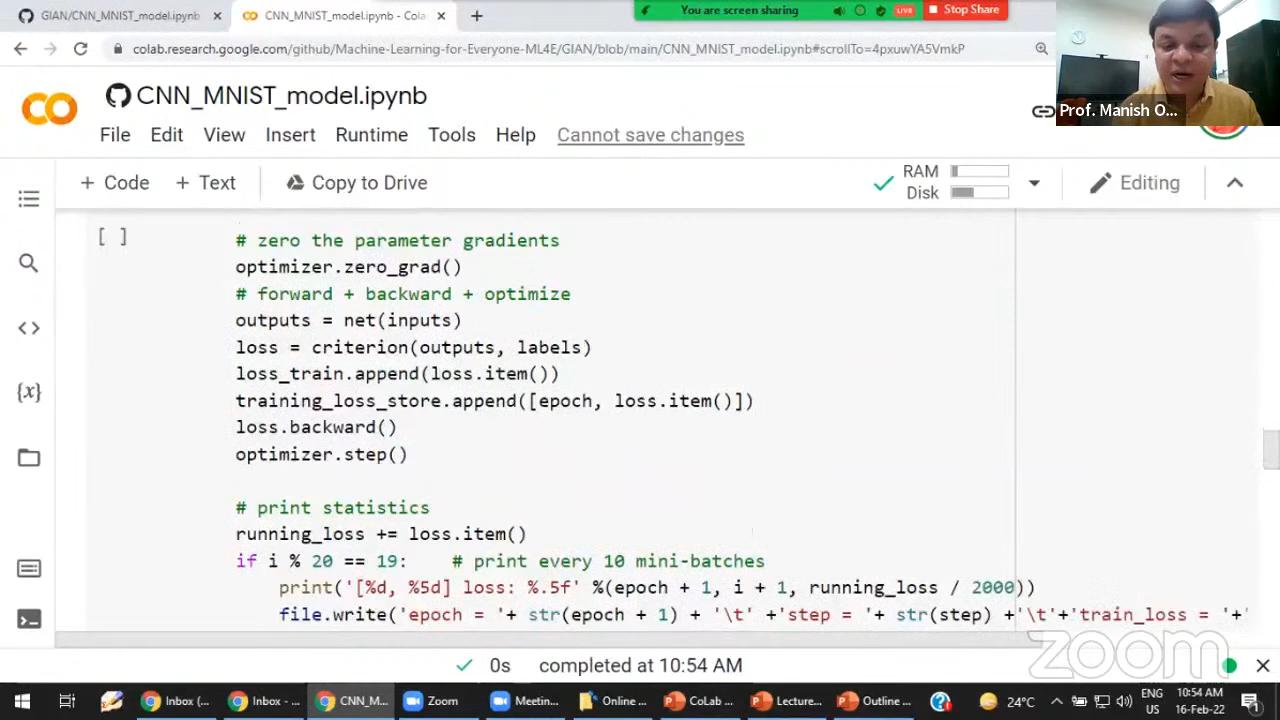 GIAN/CNN_MNIST_model.ipynb
CNN_MNIST_model.ipynb - Cola
You are screen sharing
LIVE
Stop Share
colab.research.google.com/github/Machine-Learning-for-Everyone-ML4E/GIAN/blob/main/CNN_MNIST_model.ipynb#scrollTo=4pxuwYA5VmkP
CO
CNN_MNIST_model.ipynb
Prof. Manish O...
File Edit View Insert Runtime Tools Help Cannot save changes
+ Code + Text Copy to Drive
RAM
Disk
Editing
[ ]
# zero the parameter gradients
optimizer.zero_grad()
# forward + backward + optimize
outputs = net(inputs)
loss = criterion(outputs, labels)
loss_train.append(loss.item())
training_loss_store.append([epoch, loss.item()])
loss.backward()
optimizer.step()
# print statistics
running_loss += loss.item()
if i % 20 == 19: # print every 10 mini-batches
print('[%d, %5d] loss: %.5f' %(epoch + 1, i + 1, running_loss / 2000))
file.write('epoch = '+ str(epoch + 1) + '\t' +'step = '+ str(step) +'\t'+'train_loss = '+'
{x}
0s completed at 10:54 AM
zoom
Inbox (...
Inbox - ...
CNN_M...
Zoom
Meetin...
Online ...
CoLab ...
Lecture...
Outline ...
24°C
ENG
US
10:54 AM
16-Feb-22